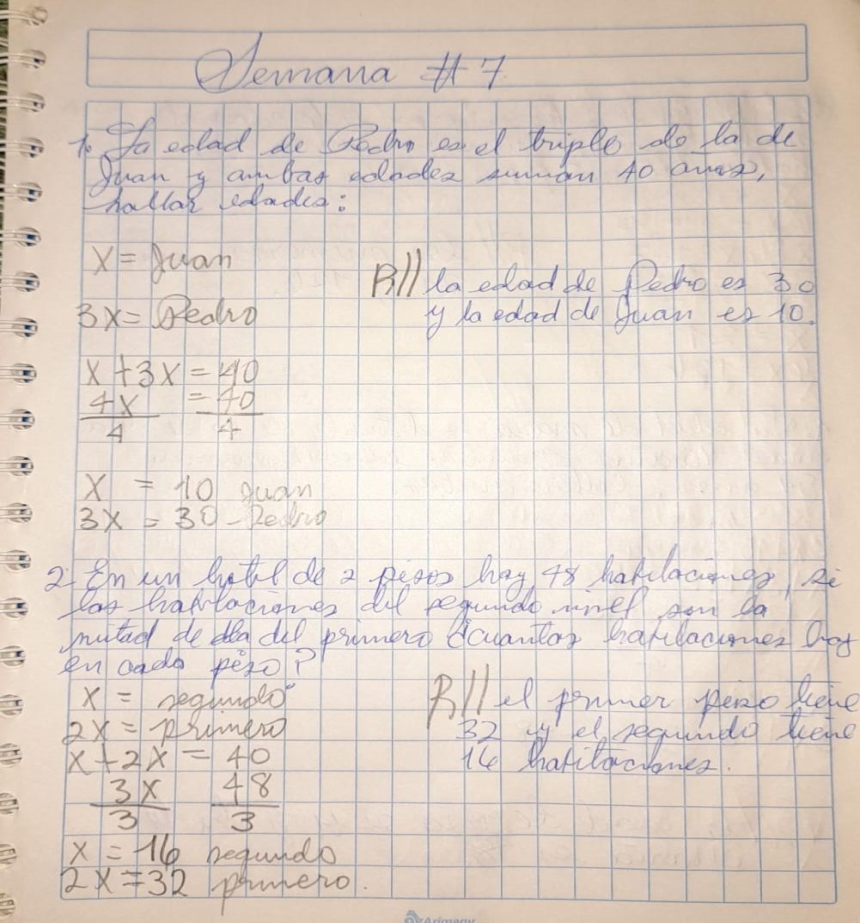 Semana #7
1. La edad de Pedro es el triple de la de
Juan y ambas edades suman 40 años,
hallar edades:
X = Juan
3X = Pedro
X + 3X = 40
4X = 40
4 4
X = 10 Juan
3X = 30 - Pedro
R// la edad de Pedro es 30
y la edad de Juan es 10.
2. En un hotel de 2 pisos hay 48 habitaciones, si
las habitaciones del segundo nivel son la
mitad de del primero ¿cuantas habitaciones hay
en cada piso?
X = segundo
2X = primero
X + 2X = 40
3X 48
3 3
X = 16 segundo
2X = 32 primero.
R// el primer piso tiene
32 y el segundo tiene
16 habitaciones.